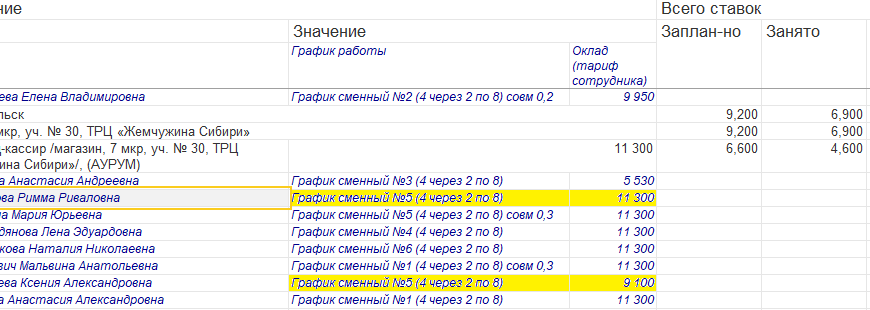 ние Всего ставок
Значение Заплан-но Занято
График работы Оклад
(тариф
сотрудника)
ева Елена Владимировна График сменный №2 (4 через 2 по 8) совм 0,2 9 950
льск 9,200 6,900
мкр, уч. № 30, ТРЦ «Жемчужина Сибири» 9,200 6,900
ц-кассир /магазин, 7 мкр, уч. № 30, ТРЦ 11 300 6,600 4,600
ина Сибири»/, (АУРУМ)
а Анастасия Андреевна График сменный №3 (4 через 2 по 8) 5 530
ова Римма Риваловна График сменный №5 (4 через 2 по 8) 11 300
на Мария Юрьевна График сменный №5 (4 через 2 по 8) совм 0,3 11 300
дянова Лена Эдуардовна График сменный №4 (4 через 2 по 8) 11 300
кова Наталия Николаевна График сменный №6 (4 через 2 по 8) 11 300
вич Мальвина Анатольевна График сменный №1 (4 через 2 по 8) совм 0,3 11 300
ева Ксения Александровна График сменный №5 (4 через 2 по 8) 9 100
а Анастасия Александровна График сменный №1 (4 через 2 по 8) 11 300